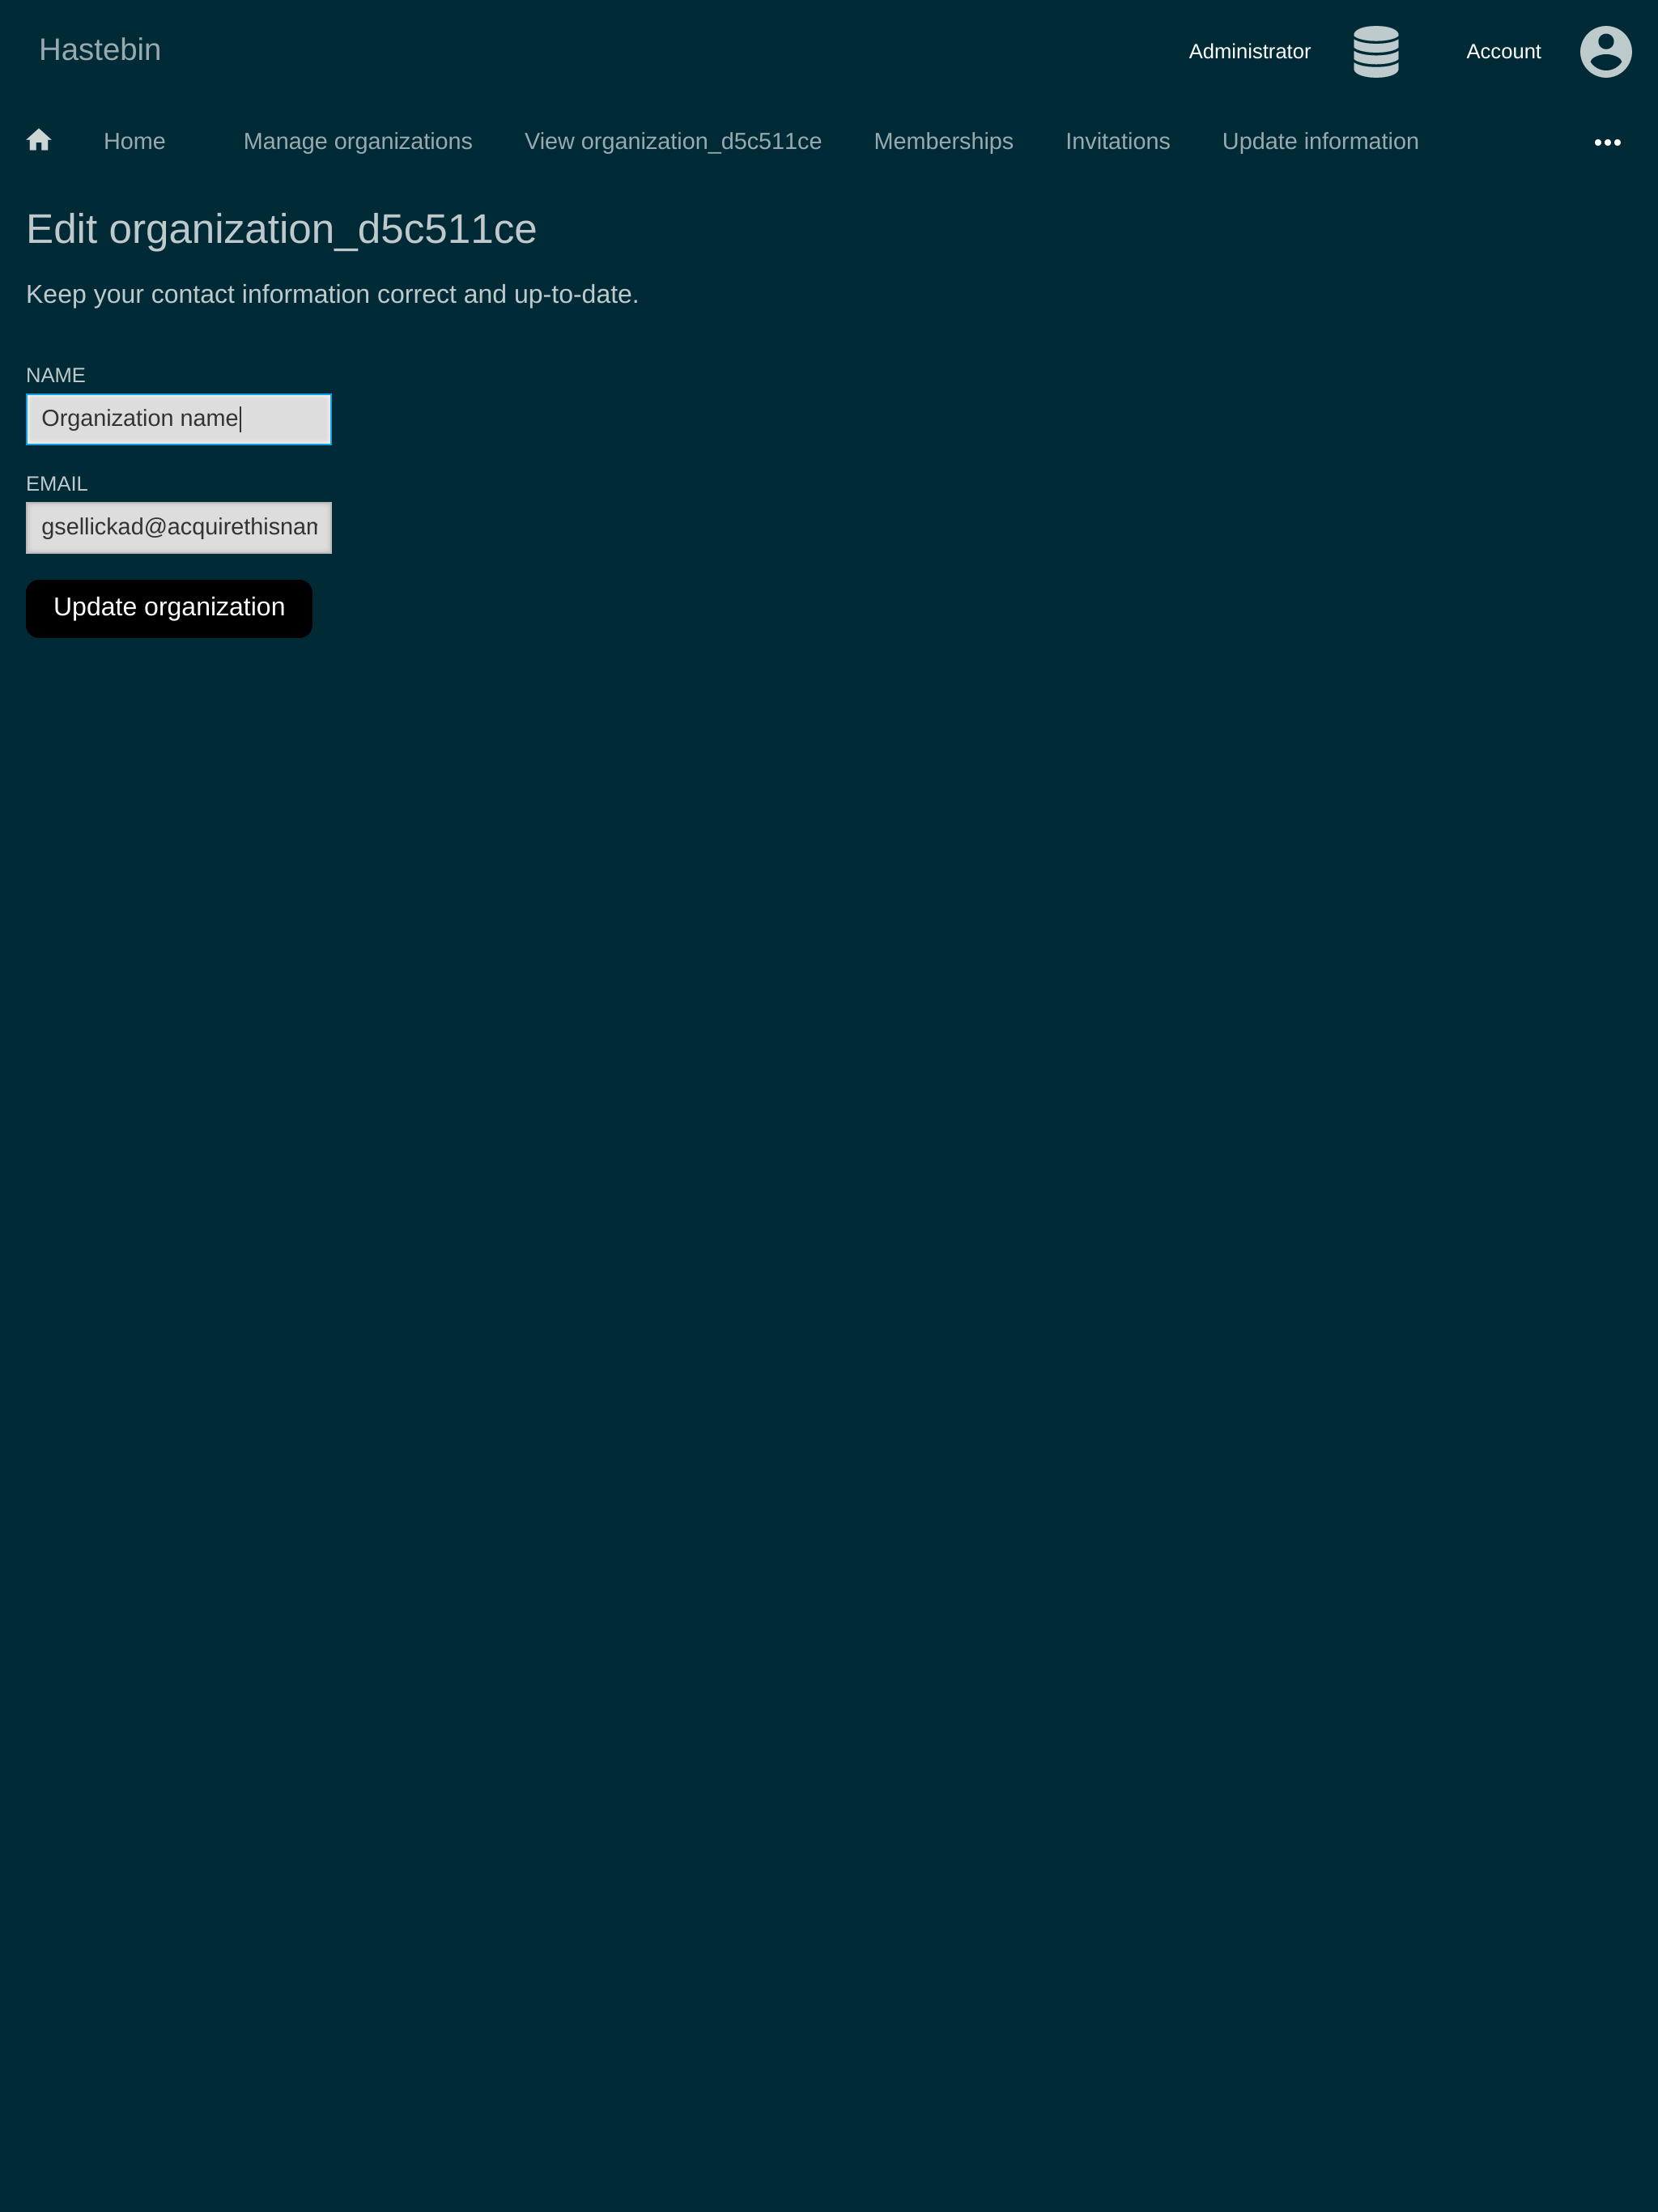 Hastebin
Administrator
Account
Home
Manage organizations
View organization_d5c511ce
Memberships
Invitations
Update information
Edit organization_d5c511ce
Keep your contact information correct and up-to-date.
NAME
Organization name
EMAIL
gsellickad@acquirethisnam
Update organization